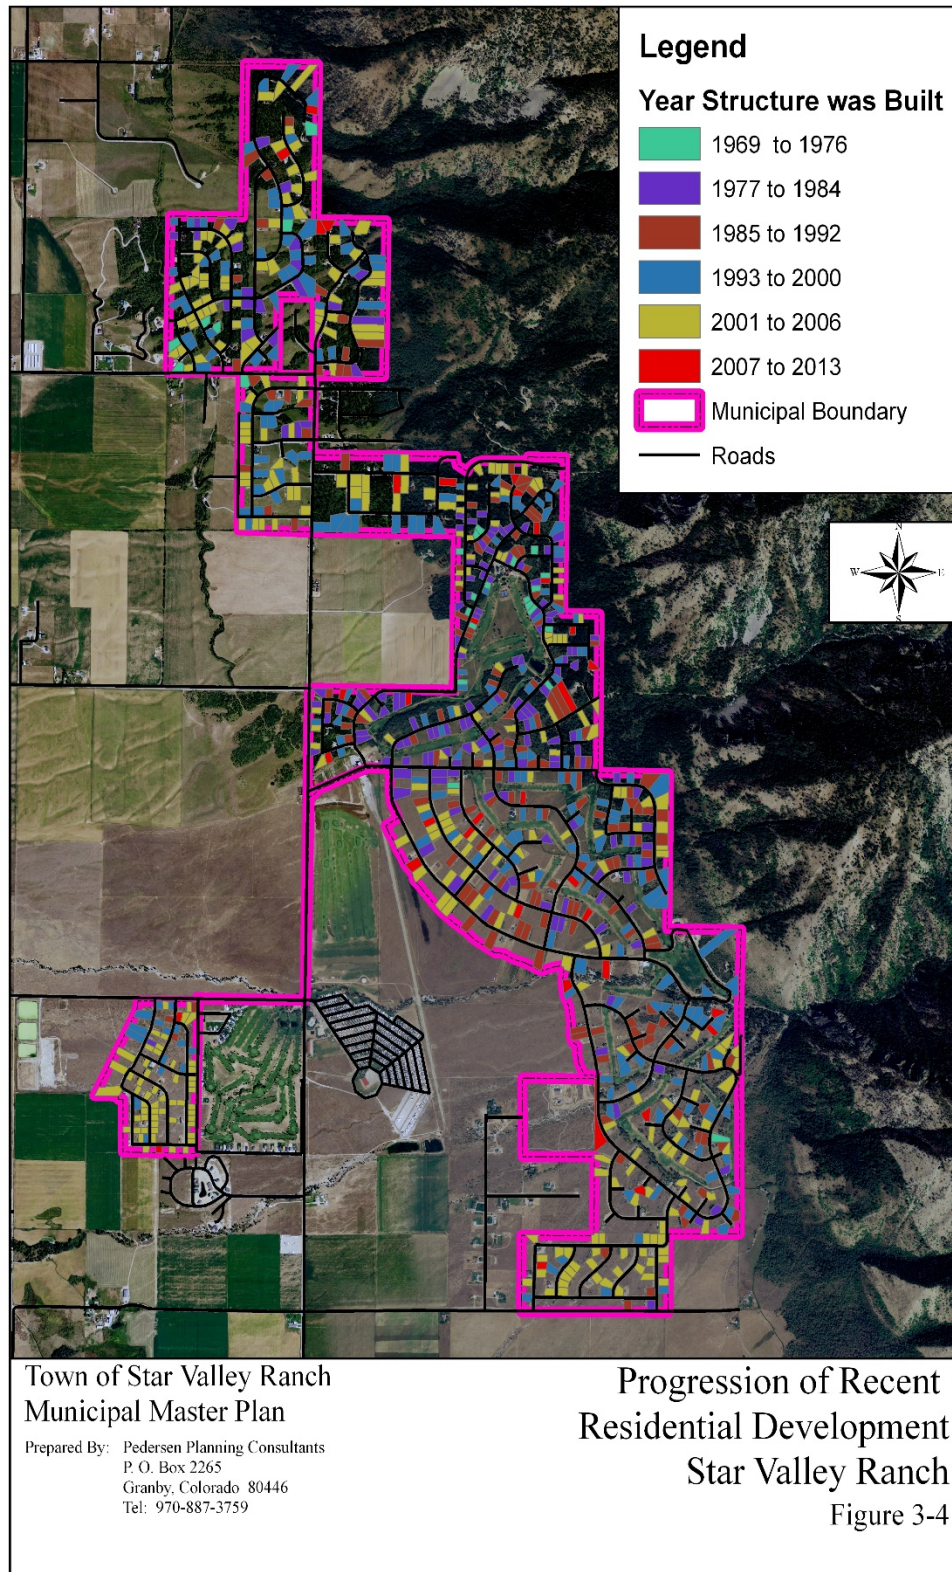 Legend
Year Structure was Built
1969 to 1976
1977 to 1984
1985 to 1992
1993 to 2000
2001 to 2006
2007 to 2013
Municipal Boundary
Roads
N
W E
S
Town of Star Valley Ranch
Municipal Master Plan
Prepared By: Pedersen Planning Consultants
P. O. Box 2265
Granby, Colorado 80446
Tel: 970-887-3759
Progression of Recent
Residential Development
Star Valley Ranch
Figure 3-4